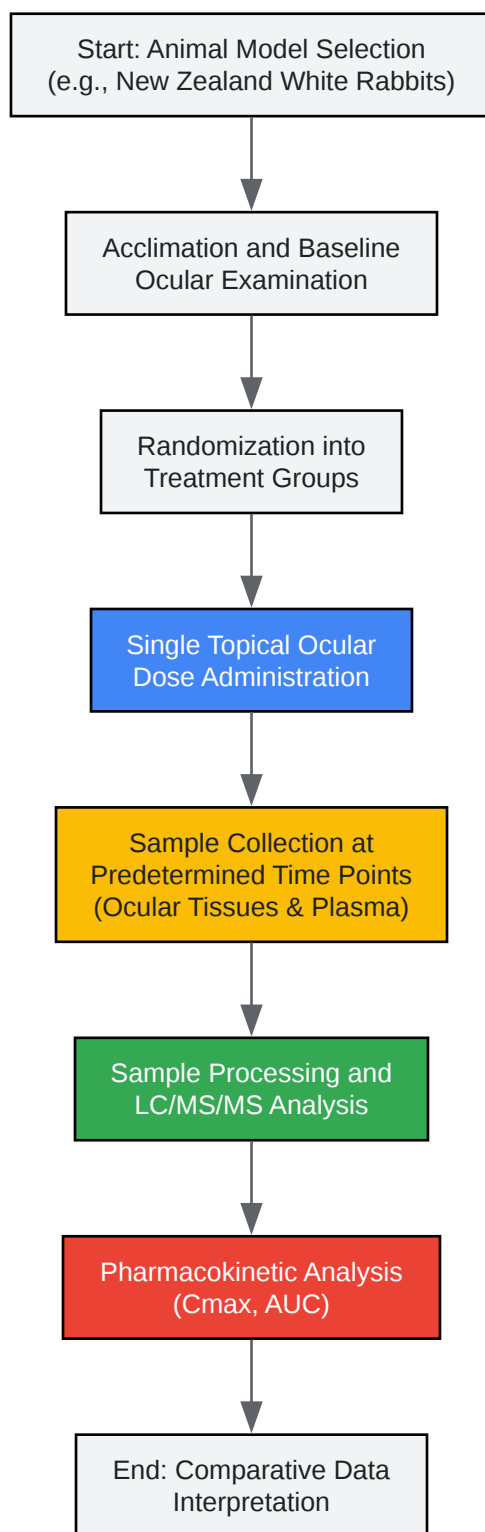 Start: Animal Model Selection
(e.g., New Zealand White Rabbits)
Acclimation and Baseline
Ocular Examination
Randomization into
Treatment Groups
Single Topical Ocular
Dose Administration
Sample Collection at
Predetermined Time Points
(Ocular Tissues & Plasma)
Sample Processing and
LC/MS/MS Analysis
Pharmacokinetic Analysis
(Cmax, AUC)
End: Comparative Data
Interpretation